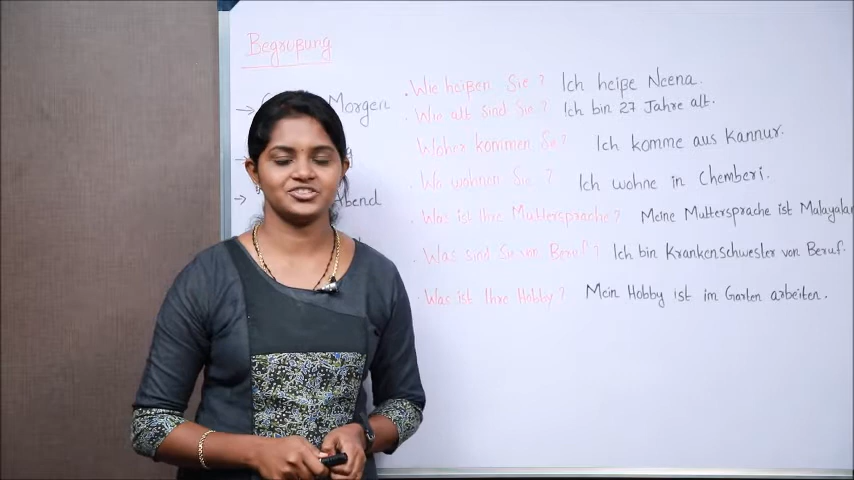 Begrußung
→ Morgen
→ Abend
• Wie heißen Sie? Ich heiße Neena.
• Wie alt sind Sie? Ich bin 27 Jahre alt.
Woher kommen Sie? Ich komme aus Kannur.
• Wo wohnen Sie? Ich wohne in Chemberi.
• Was ist Ihre Muttersprache? Meine Muttersprache ist Malayalam
• Was sind Sie von Beruf? Ich bin Krankenschwester von Beruf.
• Was ist Ihre Hobby? Mein Hobby ist im Garten arbeiten.